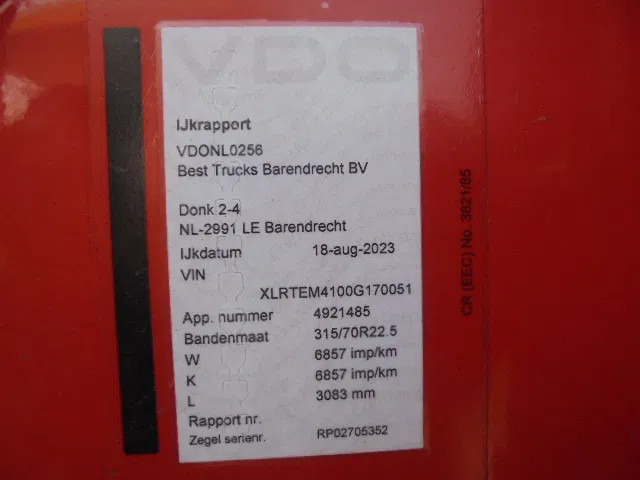 VDO
IJkrapport
VDONL0256
Best Trucks Barendrecht BV
Donk 2-4
NL-2991 LE Barendrecht
IJkdatum 18-aug-2023
VIN
XLRTEM4100G170051
App. nummer 4921485
Bandenmaat 315/70R22.5
W 6857 imp/km
K 6857 imp/km
L 3083 mm
Rapport nr.
Zegel serienr. RP02705352
CR (EEC) No. 3821/85